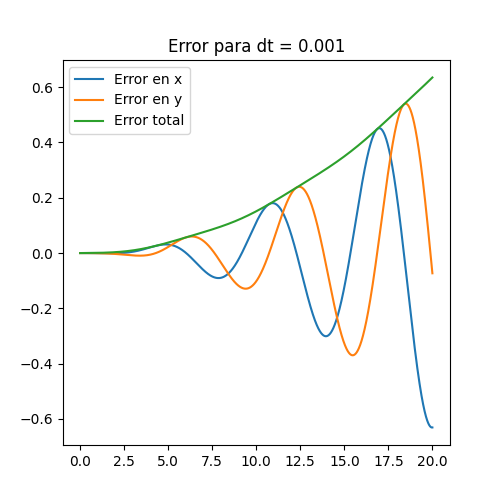 Error para dt = 0.001
Error en x
Error en y
Error total
0.6
0.4
0.2
0.0
−0.2
−0.4
−0.6
0.0 2.5 5.0 7.5 10.0 12.5 15.0 17.5 20.0